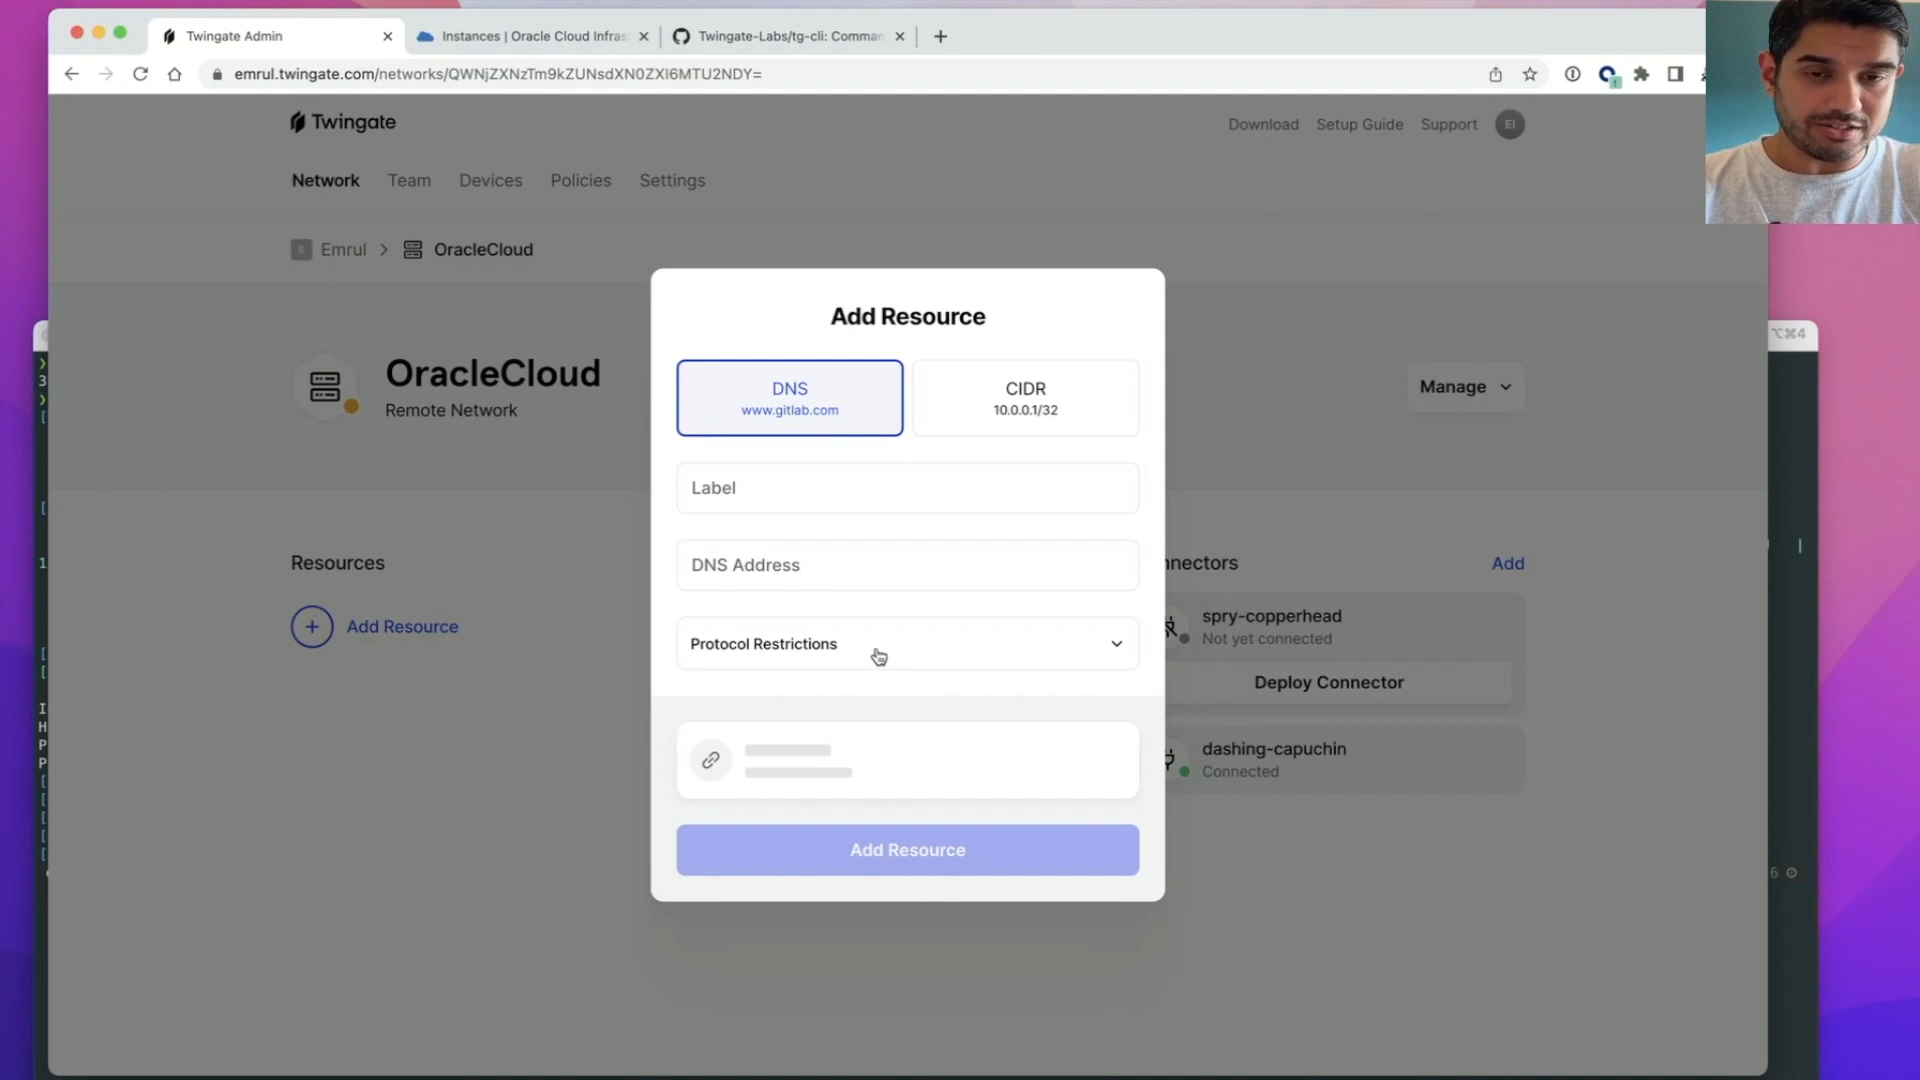 Twingate Admin
Instances | Oracle Cloud Infras
Twingate-Labs/tg-cli: Comman
emrul.twingate.com/networks/QWNjZXNzTm9kZUNsdXN0ZXI6MTU2NDY=
Twingate
Download
Setup Guide
Support
EI
Network
Team
Devices
Policies
Settings
E
Emrul
OracleCloud
OracleCloud
Remote Network
Manage
Add Resource
DNS
www.gitlab.com
CIDR
10.0.0.1/32
Label
DNS Address
Protocol Restrictions
Add Resource
Resources
Add Resource
nnectors
Add
spry-copperhead
Not yet connected
Deploy Connector
dashing-capuchin
Connected
⌥⌘4